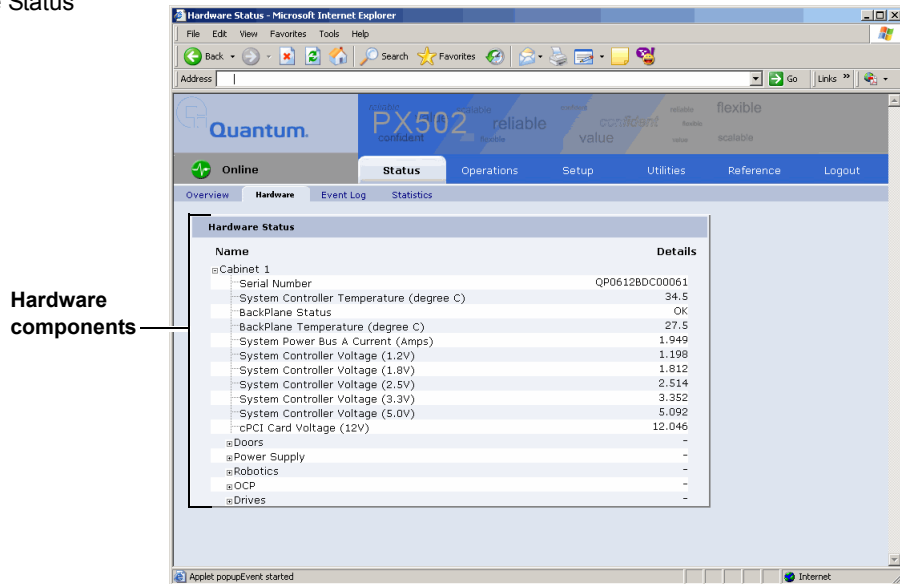 Status
Hardware Status - Microsoft Internet Explorer
File Edit View Favorites Tools Help
Back Search Favorites
Address Go Links »
Quantum.
PX502
confident flexible reliable value confident reliable flexible value flexible scalable
Online Status Operations Setup Utilities Reference Logout
Overview Hardware Event Log Statistics
Hardware Status
Name Details
Cabinet 1
Serial Number QP0612BDC00061
System Controller Temperature (degree C) 34.5
BackPlane Status OK
BackPlane Temperature (degree C) 27.5
System Power Bus A Current (Amps) 1.949
System Controller Voltage (1.2V) 1.198
System Controller Voltage (1.8V) 1.812
System Controller Voltage (2.5V) 2.514
System Controller Voltage (3.3V) 3.352
System Controller Voltage (5.0V) 5.092
cPCI Card Voltage (12V) 12.046
Doors -
Power Supply -
Robotics -
OCP -
Drives -
Hardware
components
Applet popupEvent started Internet